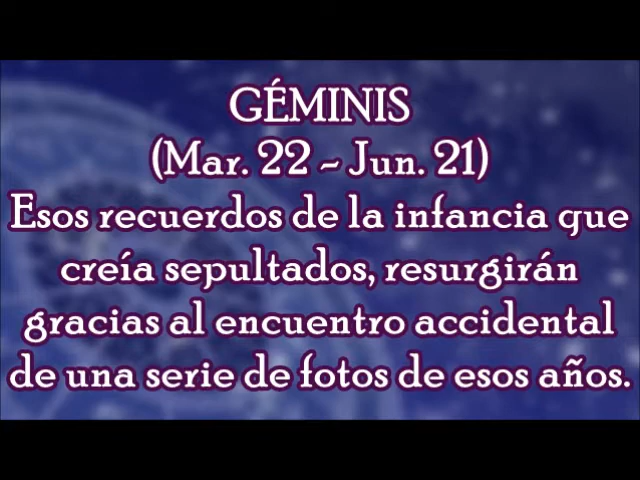 GÉMINIS
(Mar. 22 - Jun. 21)
Esos recuerdos de la infancia que
creía sepultados, resurgirán
gracias al encuentro accidental
de una serie de fotos de esos años.